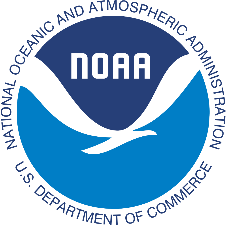 NATIONAL OCEANIC AND ATMOSPHERIC ADMINISTRATION
NOAA
U.S. DEPARTMENT OF COMMERCE